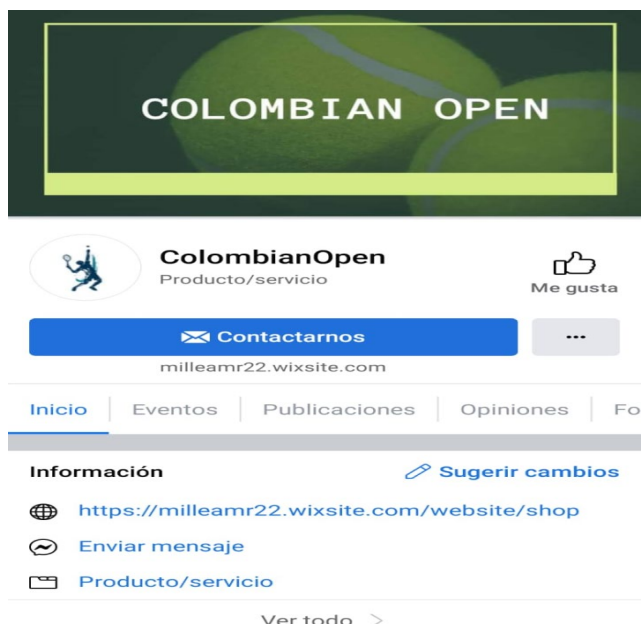 COLOMBIAN OPEN
ColombianOpen
Producto/servicio
Me gusta
Contactarnos
...
milleamr22.wixsite.com
Inicio Eventos Publicaciones Opiniones Fo
Información Sugerir cambios
https://milleamr22.wixsite.com/website/shop
Enviar mensaje
Producto/servicio
Ver todo >